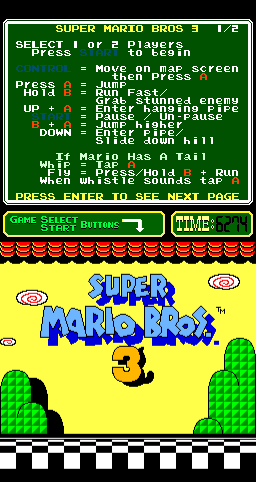 SUPER MARIO BROS 3 1/2
SELECT 1 or 2 Players
Press START to begin
CONTROL = Move on map screen
then Press A
Press A = Jump
Hold B = Run Fast/
Grab stunned enemy
UP + A = Enter hanging pipe
START = Pause / Un-pause
B + A = Jump higher
DOWN = Enter pipe/
Slide down hill
If Mario Has A Tail
Whip = Tap A
Fly = Press/Hold B + Run
When whistle sounds tap A
PRESS ENTER TO SEE NEXT PAGE
GAME SELECT
START BUTTONS
TIME: 6274
SUPER
MARIO BROS.™
3